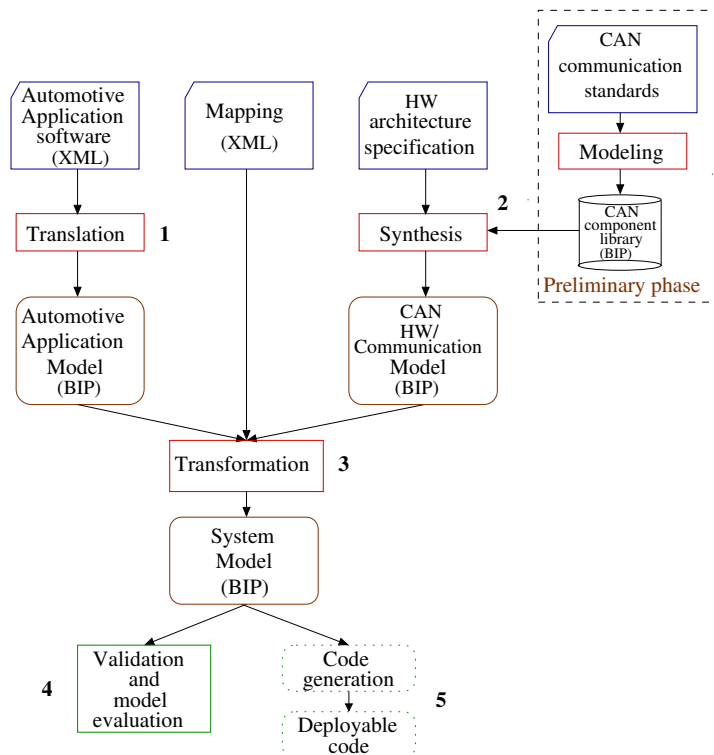 Automotive
Application
software
(XML)
Mapping
(XML)
HW
architecture
specification
CAN
communication
standards
Modeling
CAN
component
library
(BIP)
Preliminary phase
Translation
1
Synthesis
2
Automotive
Application
Model
(BIP)
CAN
HW/
Communication
Model
(BIP)
Transformation
3
System
Model
(BIP)
4
Validation
and
model
evaluation
Code
generation
5
Deployable
code